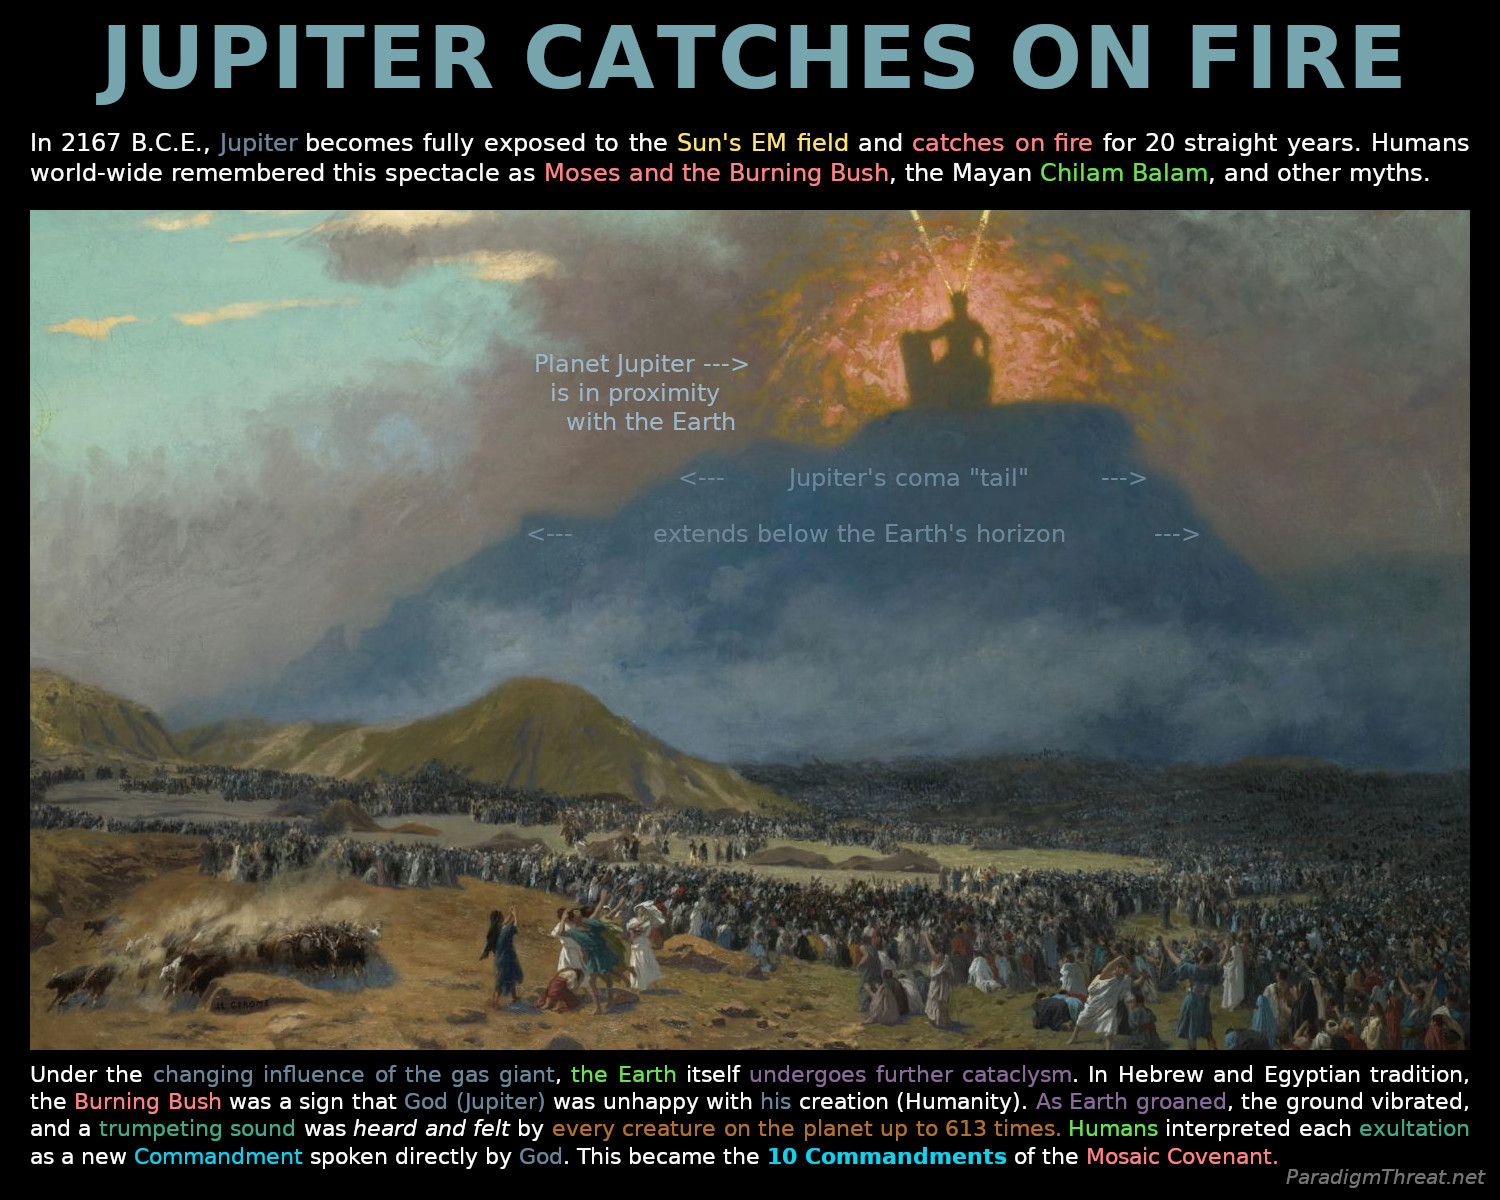 JUPITER CATCHES ON FIRE
In 2167 B.C.E., Jupiter becomes fully exposed to the Sun's EM field and catches on fire for 20 straight years. Humans
world-wide remembered this spectacle as Moses and the Burning Bush, the Mayan Chilam Balam, and other myths.
Planet Jupiter --->
is in proximity
with the Earth
<--- Jupiter's coma "tail" --->
<--- extends below the Earth's horizon --->
JL GEROME
Under the changing influence of the gas giant, the Earth itself undergoes further cataclysm. In Hebrew and Egyptian tradition,
the Burning Bush was a sign that God (Jupiter) was unhappy with his creation (Humanity). As Earth groaned, the ground vibrated,
and a trumpeting sound was heard and felt by every creature on the planet up to 613 times. Humans interpreted each exultation
as a new Commandment spoken directly by God. This became the 10 Commandments of the Mosaic Covenant.
ParadigmThreat.net